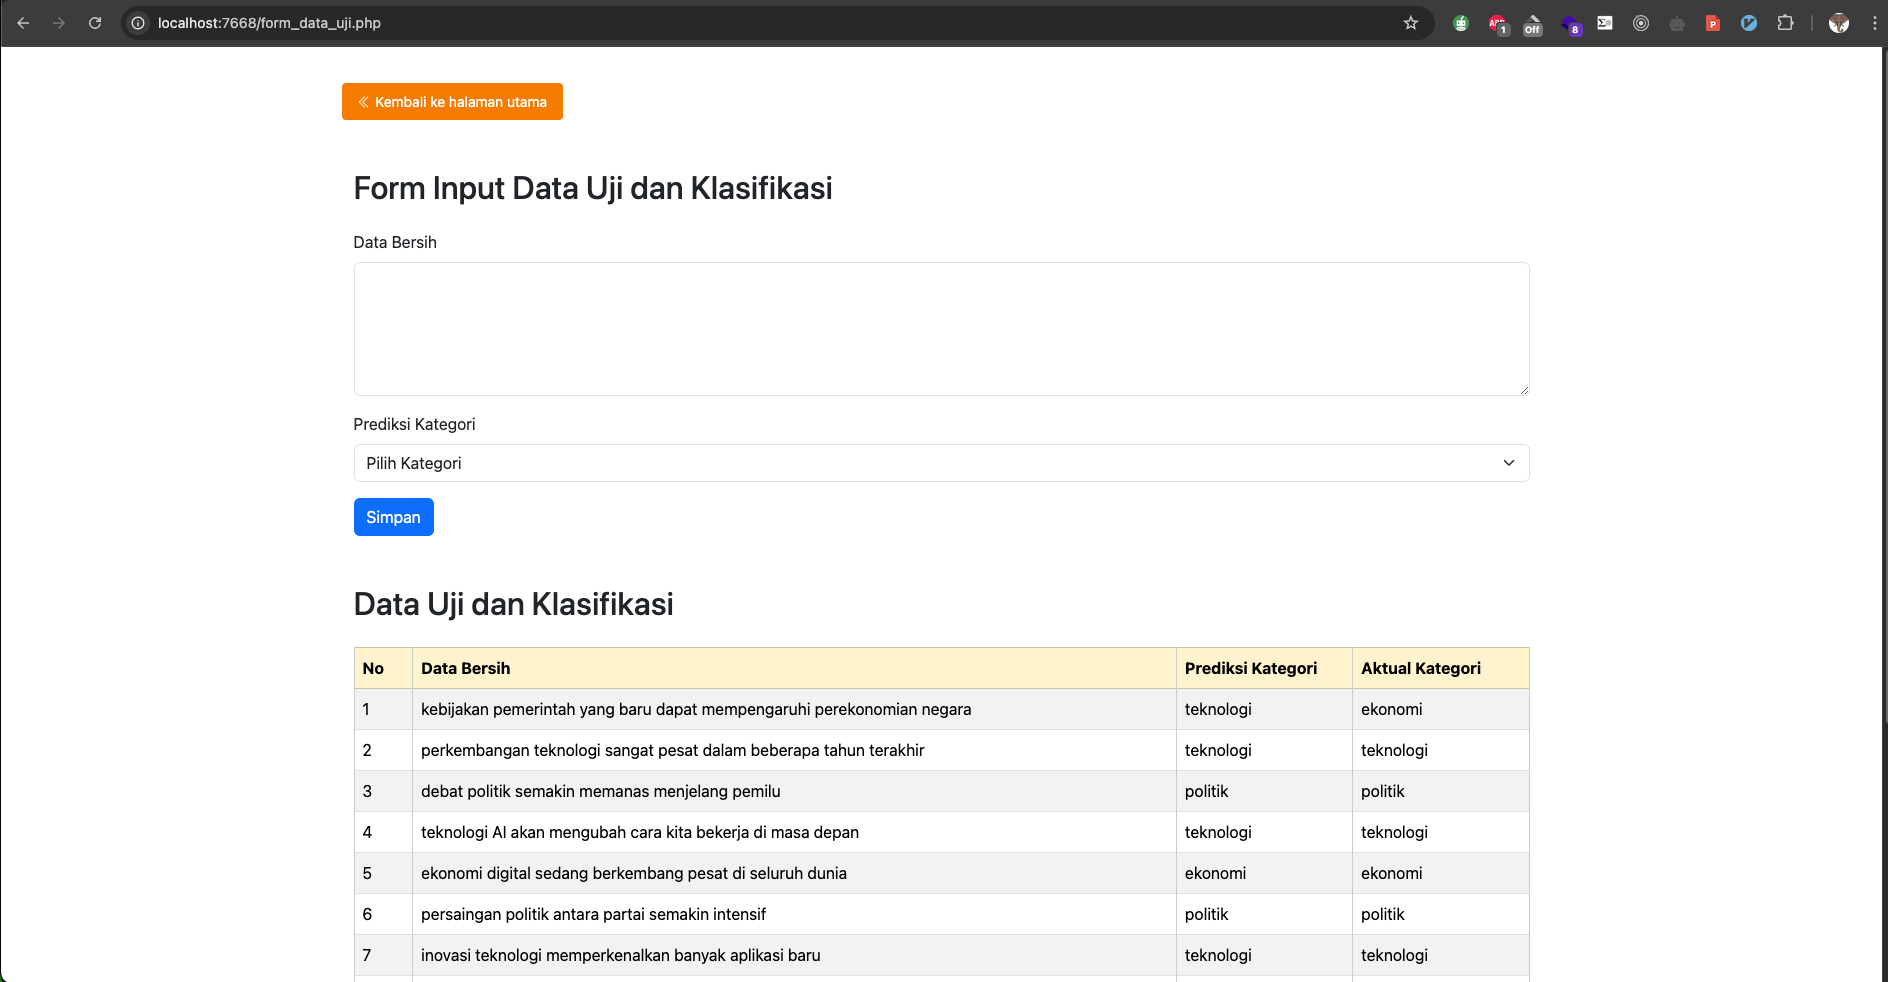 localhost:7668/form_data_uji.php
1
Off
8
Kembali ke halaman utama
Form Input Data Uji dan Klasifikasi
Data Bersih
Prediksi Kategori
Pilih Kategori
Simpan
Data Uji dan Klasifikasi
No Data Bersih Prediksi Kategori Aktual Kategori
1 kebijakan pemerintah yang baru dapat mempengaruhi perekonomian negara teknologi ekonomi
2 perkembangan teknologi sangat pesat dalam beberapa tahun terakhir teknologi teknologi
3 debat politik semakin memanas menjelang pemilu politik politik
4 teknologi AI akan mengubah cara kita bekerja di masa depan teknologi teknologi
5 ekonomi digital sedang berkembang pesat di seluruh dunia ekonomi ekonomi
6 persaingan politik antara partai semakin intensif politik politik
7 inovasi teknologi memperkenalkan banyak aplikasi baru teknologi teknologi